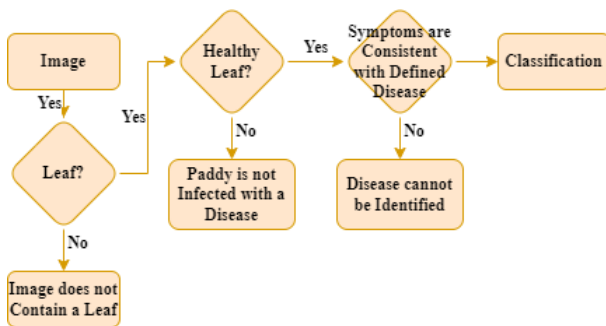 Image
Yes
Leaf?
No
Image does not
Contain a Leaf
Yes
Healthy
Leaf?
No
Paddy is not
Infected with a
Disease
Yes
Symptoms are
Consistent
with Defined
Disease
No
Disease cannot
be Identified
Classification